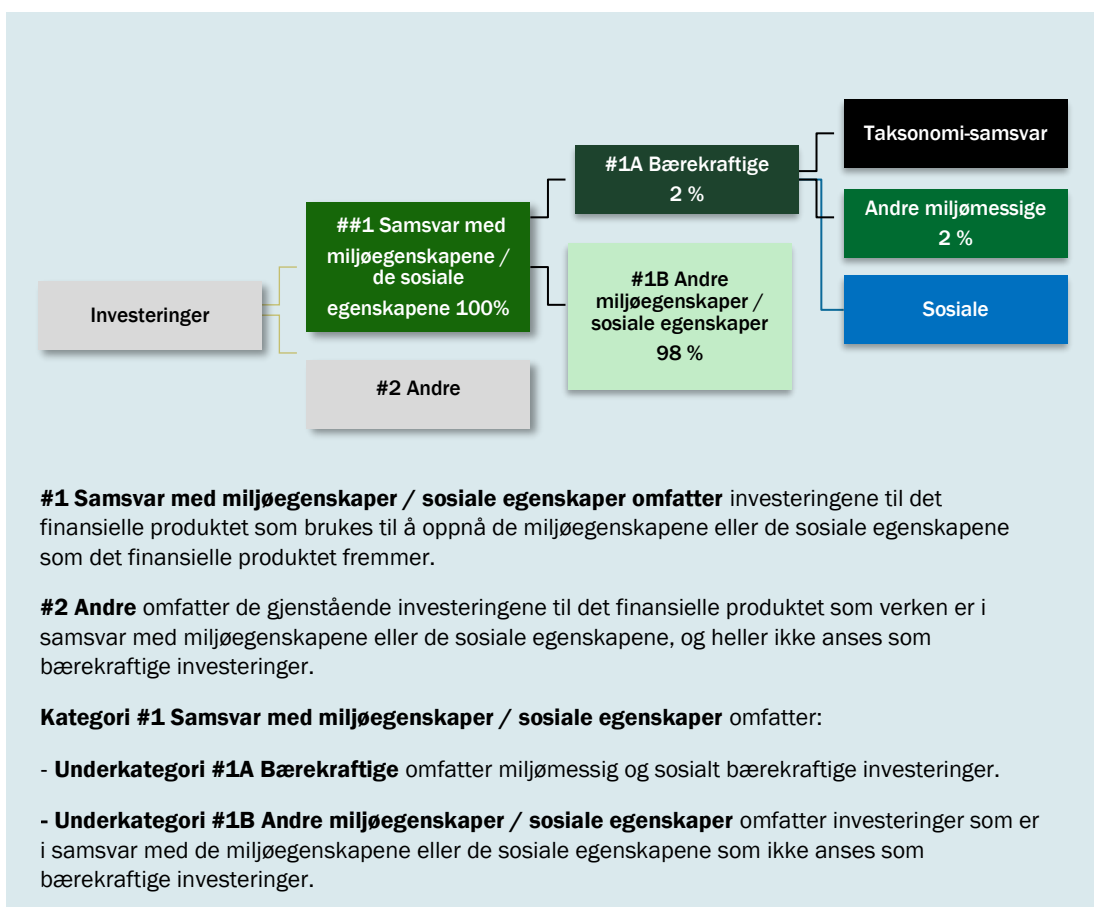 Investeringer
##1 Samsvar med
miljøegenskapene /
de sosiale
egenskapene 100%
#2 Andre
#1A Bærekraftige
2 %
#1B Andre
miljøegenskaper /
sosiale egenskaper
98 %
Taksonomi-samsvar
Andre miljømessige
2 %
Sosiale
#1 Samsvar med miljøegenskaper / sosiale egenskaper omfatter investeringene til det
finansielle produktet som brukes til å oppnå de miljøegenskapene eller de sosiale egenskapene
som det finansielle produktet fremmer.
#2 Andre omfatter de gjenstående investeringene til det finansielle produktet som verken er i
samsvar med miljøegenskapene eller de sosiale egenskapene, og heller ikke anses som
bærekraftige investeringer.
Kategori #1 Samsvar med miljøegenskaper / sosiale egenskaper omfatter:
- Underkategori #1A Bærekraftige omfatter miljømessig og sosialt bærekraftige investeringer.
- Underkategori #1B Andre miljøegenskaper / sosiale egenskaper omfatter investeringer som er
i samsvar med de miljøegenskapene eller de sosiale egenskapene som ikke anses som
bærekraftige investeringer.